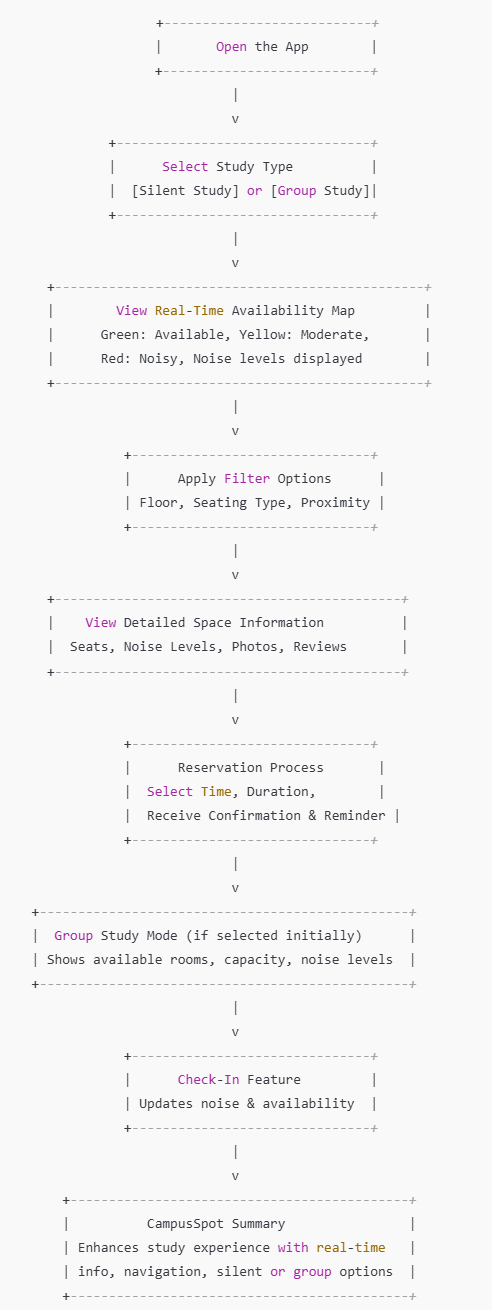 Open the App
Select Study Type
[Silent Study] or [Group Study]
View Real-Time Availability Map
Green: Available, Yellow: Moderate,
Red: Noisy, Noise levels displayed
Apply Filter Options
Floor, Seating Type, Proximity
View Detailed Space Information
Seats, Noise Levels, Photos, Reviews
Reservation Process
Select Time, Duration,
Receive Confirmation & Reminder
Group Study Mode (if selected initially)
Shows available rooms, capacity, noise levels
Check-In Feature
Updates noise & availability
CampusSpot Summary
Enhances study experience with real-time
info, navigation, silent or group options